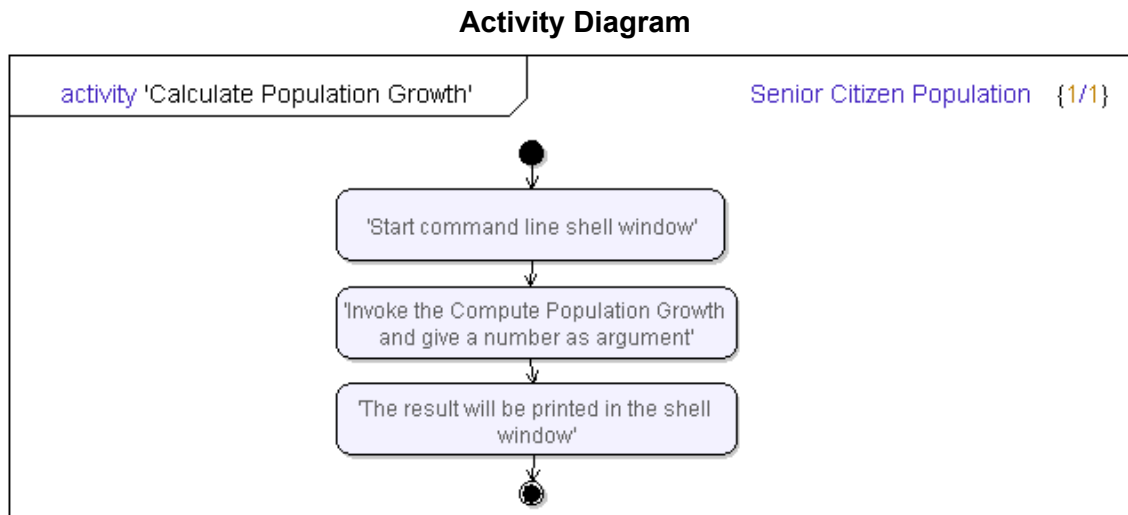 Activity Diagram
activity 'Calculate Population Growth'
Senior Citizen Population {1/1}
'Start command line shell window'
'Invoke the Compute Population Growth
and give a number as argument'
'The result will be printed in the shell
window'